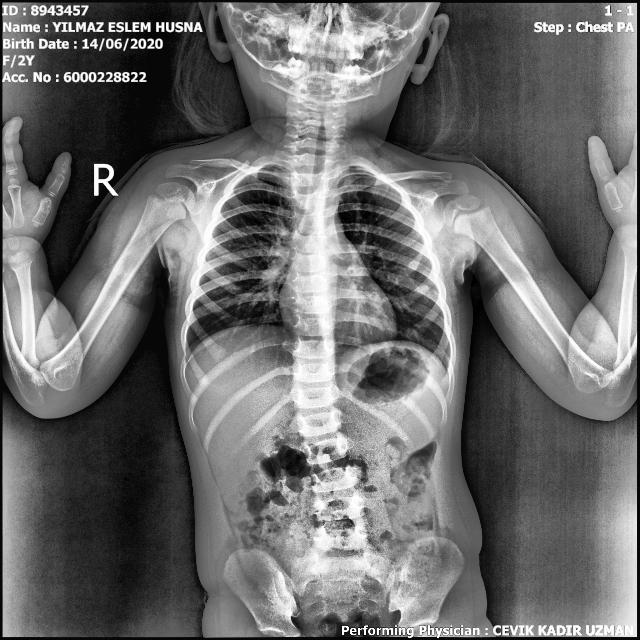 ID : 8943457
Name : YILMAZ ESLEM HUSNA
Birth Date : 14/06/2020
F/2Y
Acc. No : 6000228822
1 - 1
Step : Chest PA
R
Performing Physician : CEVIK KADIR UZMAN